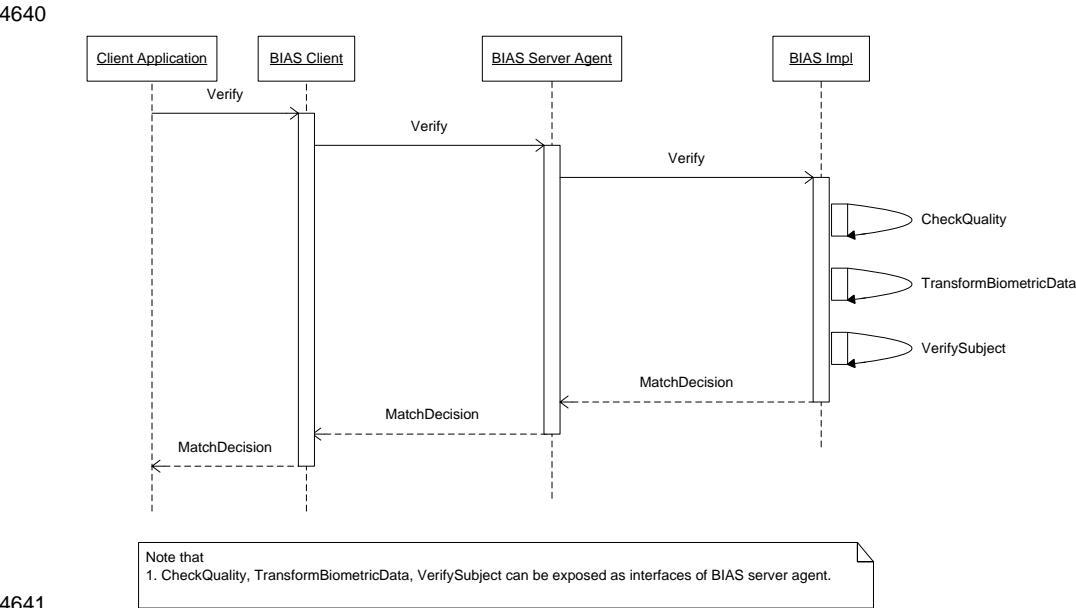 4640
Client Application
BIAS Client
BIAS Server Agent
BIAS Impl
Verify
Verify
Verify
CheckQuality
TransformBiometricData
VerifySubject
MatchDecision
MatchDecision
MatchDecision
Note that
1. CheckQuality, TransformBiometricData, VerifySubject can be exposed as interfaces of BIAS server agent.
4641